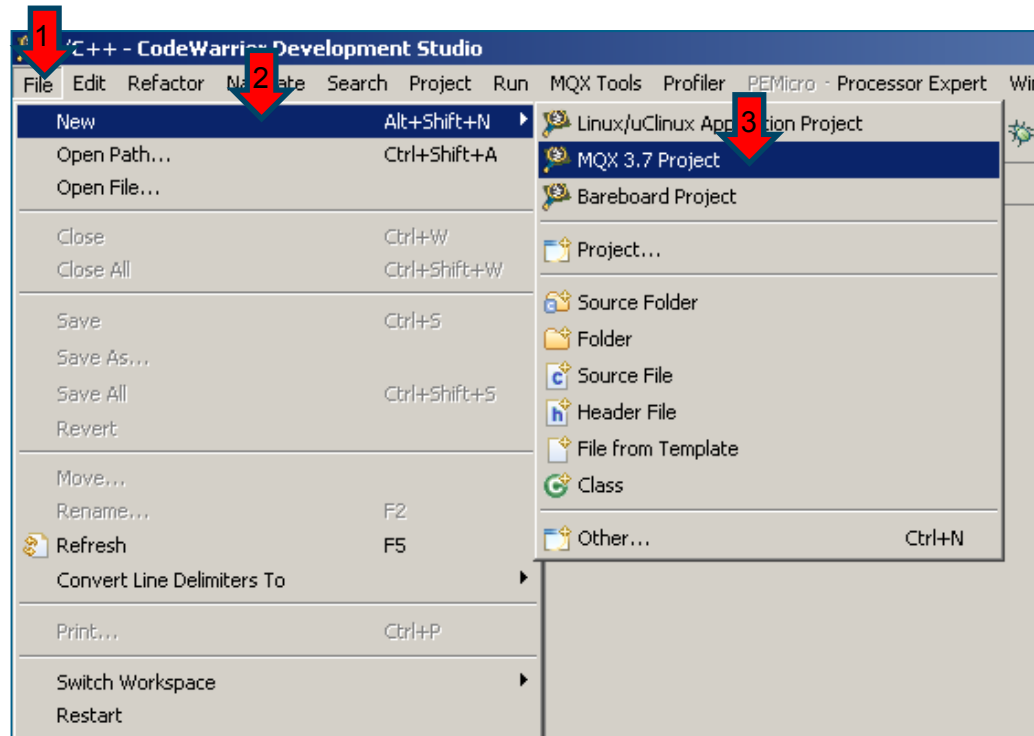 1
C++ - CodeWarrior Development Studio
2
File Edit Refactor Search Project Run MQX Tools Profiler PEMicro - Processor Expert
New Alt+Shift+N
Open Path... Ctrl+Shift+A
Open File...
Close Ctrl+W
Close All Ctrl+Shift+W
Save Ctrl+S
Save As...
Save All Ctrl+Shift+S
Revert
Move...
Rename... F2
Refresh F5
Convert Line Delimiters To
Print... Ctrl+P
Switch Workspace
Restart
3
Linux/uClinux Application Project
MQX 3.7 Project
Bareboard Project
Project...
Source Folder
Folder
Source File
Header File
File from Template
Class
Other... Ctrl+N